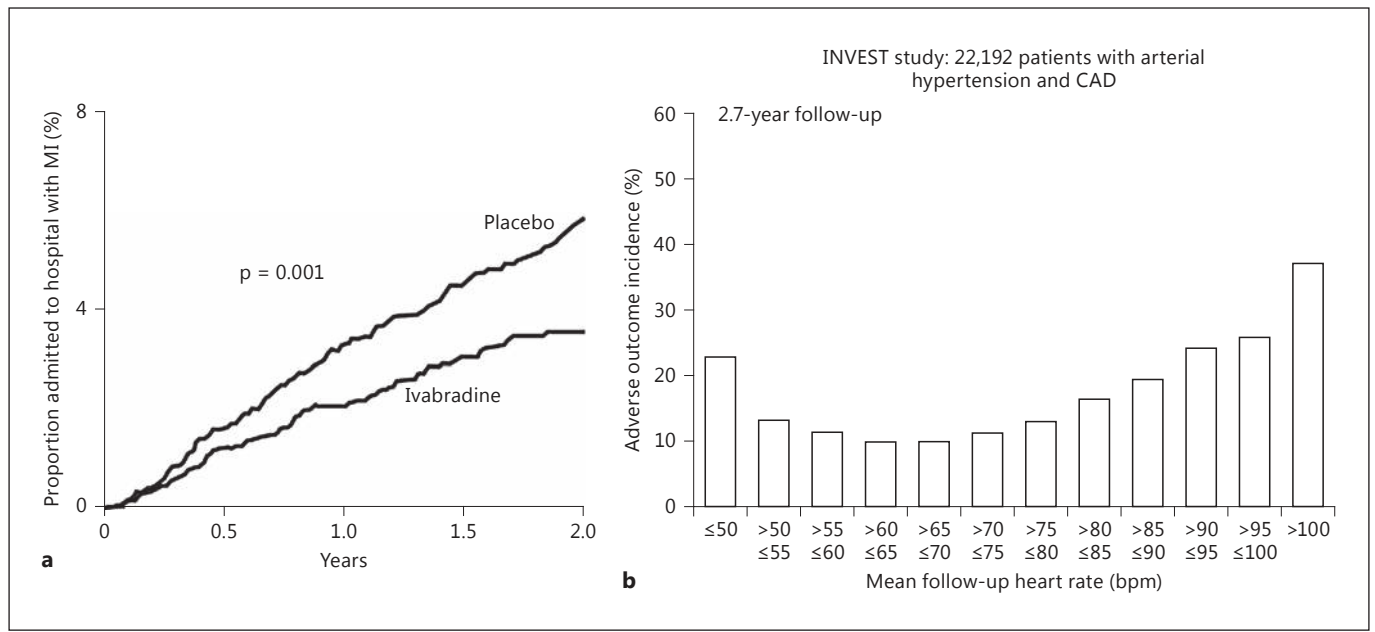 8
4
0
Proportion admitted to hospital with MI (%)
Placebo
p = 0.001
Ivabradine
0 0.5 1.0 1.5 2.0
Years
a
INVEST study: 22,192 patients with arterial
hypertension and CAD
2.7-year follow-up
60
50
40
30
20
10
0
Adverse outcome incidence (%)
≤50 >50 >55 >60 >65 >70 >75 >80 >85 >90 >95 >100
≤55 ≤60 ≤65 ≤70 ≤75 ≤80 ≤85 ≤90 ≤95 ≤100
Mean follow-up heart rate (bpm)
b